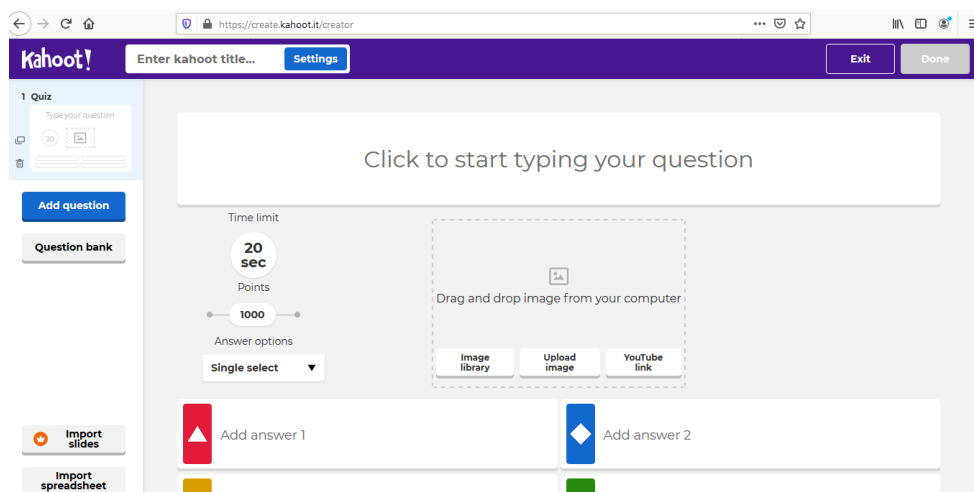 https://create.kahoot.it/creator
Kahoot!
Enter kahoot title...
Settings
Exit
Done
1 Quiz
Type your question
20
Add question
Question bank
Import
slides
Import
spreadsheet
Click to start typing your question
Time limit
20
sec
Points
1000
Answer options
Single select
Drag and drop image from your computer
Image
library
Upload
image
YouTube
link
Add answer 1
Add answer 2